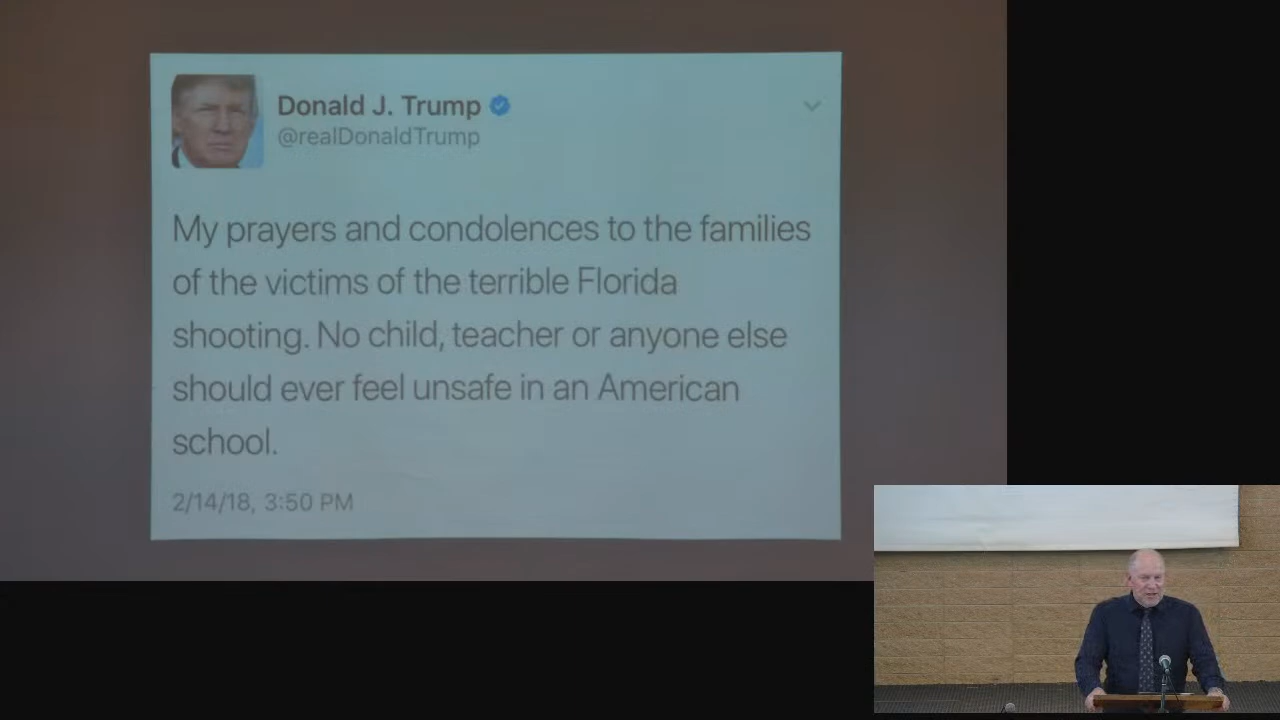 Donald J. Trump
@realDonaldTrump
My prayers and condolences to the families
of the victims of the terrible Florida
shooting. No child, teacher or anyone else
should ever feel unsafe in an American
school.
2/14/18, 3:50 PM